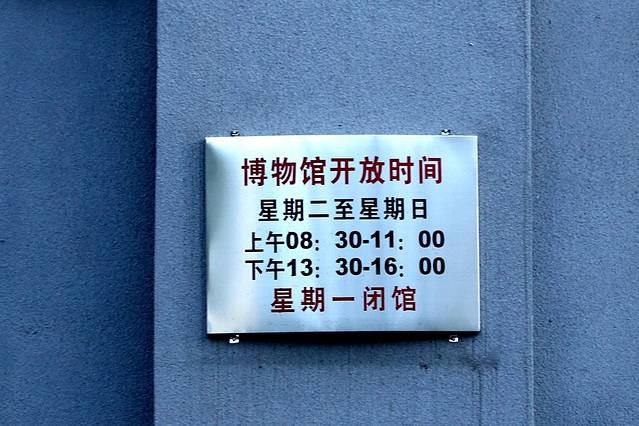 博物馆开放时间
星期二至星期日
上午08：30-11：00
下午13：30-16：00
星期一闭馆